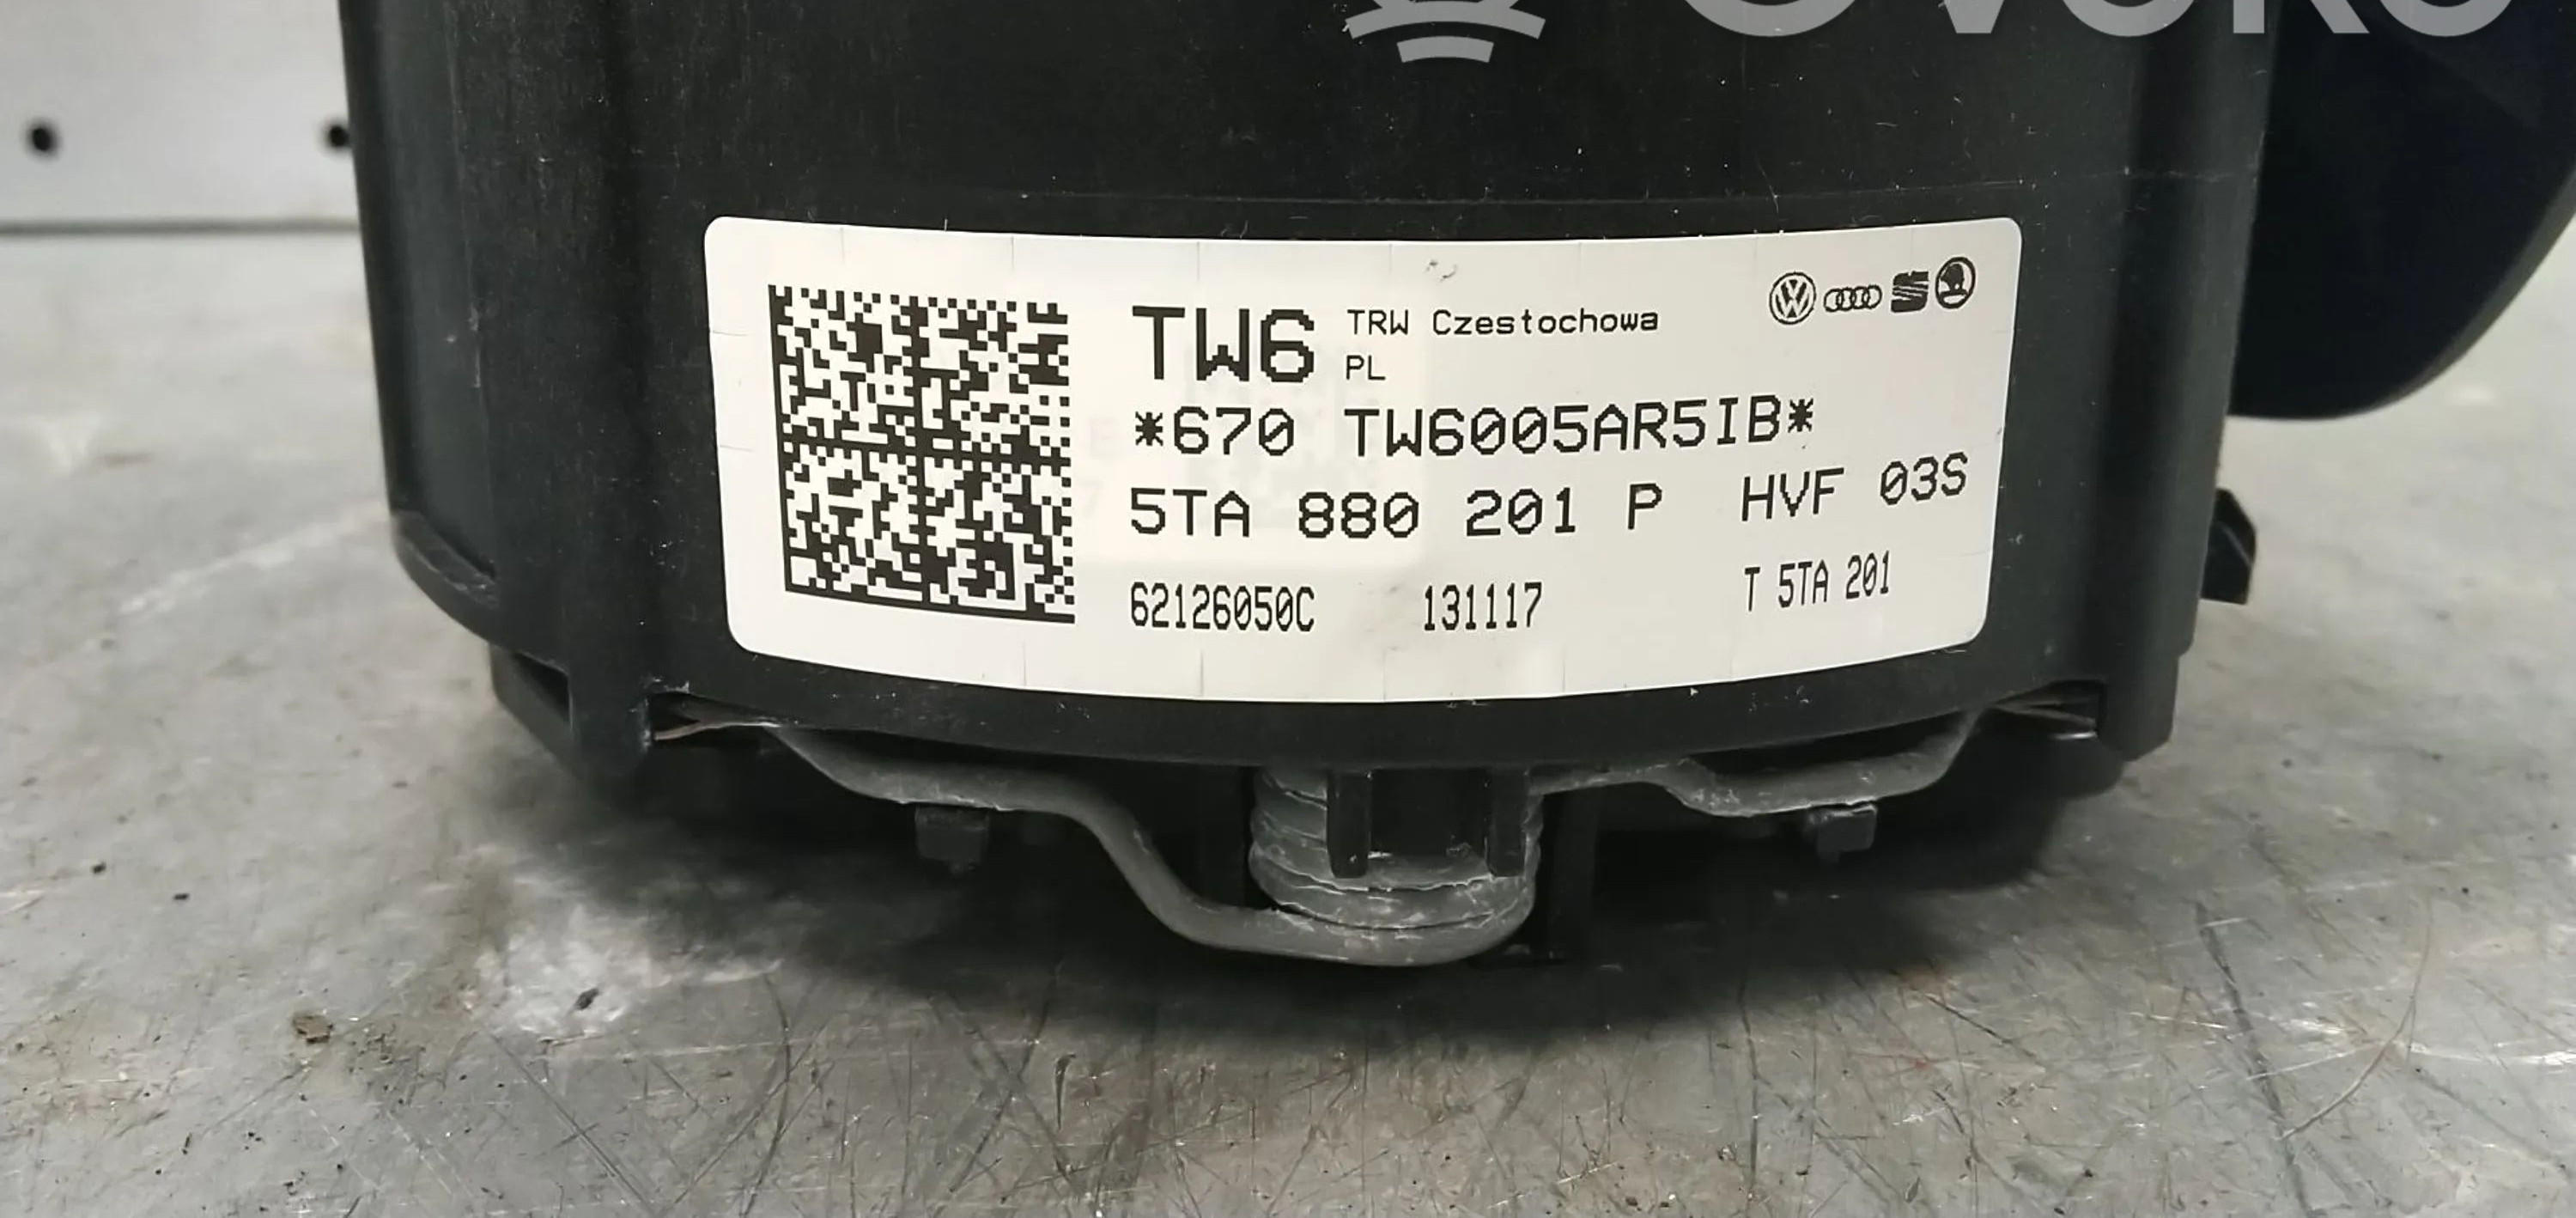 TW6 TRW Czestochowa
PL
*670 TW6005AR5IB*
5TA 880 201 P HVF 03S
62126050C 131117 T 5TA 201